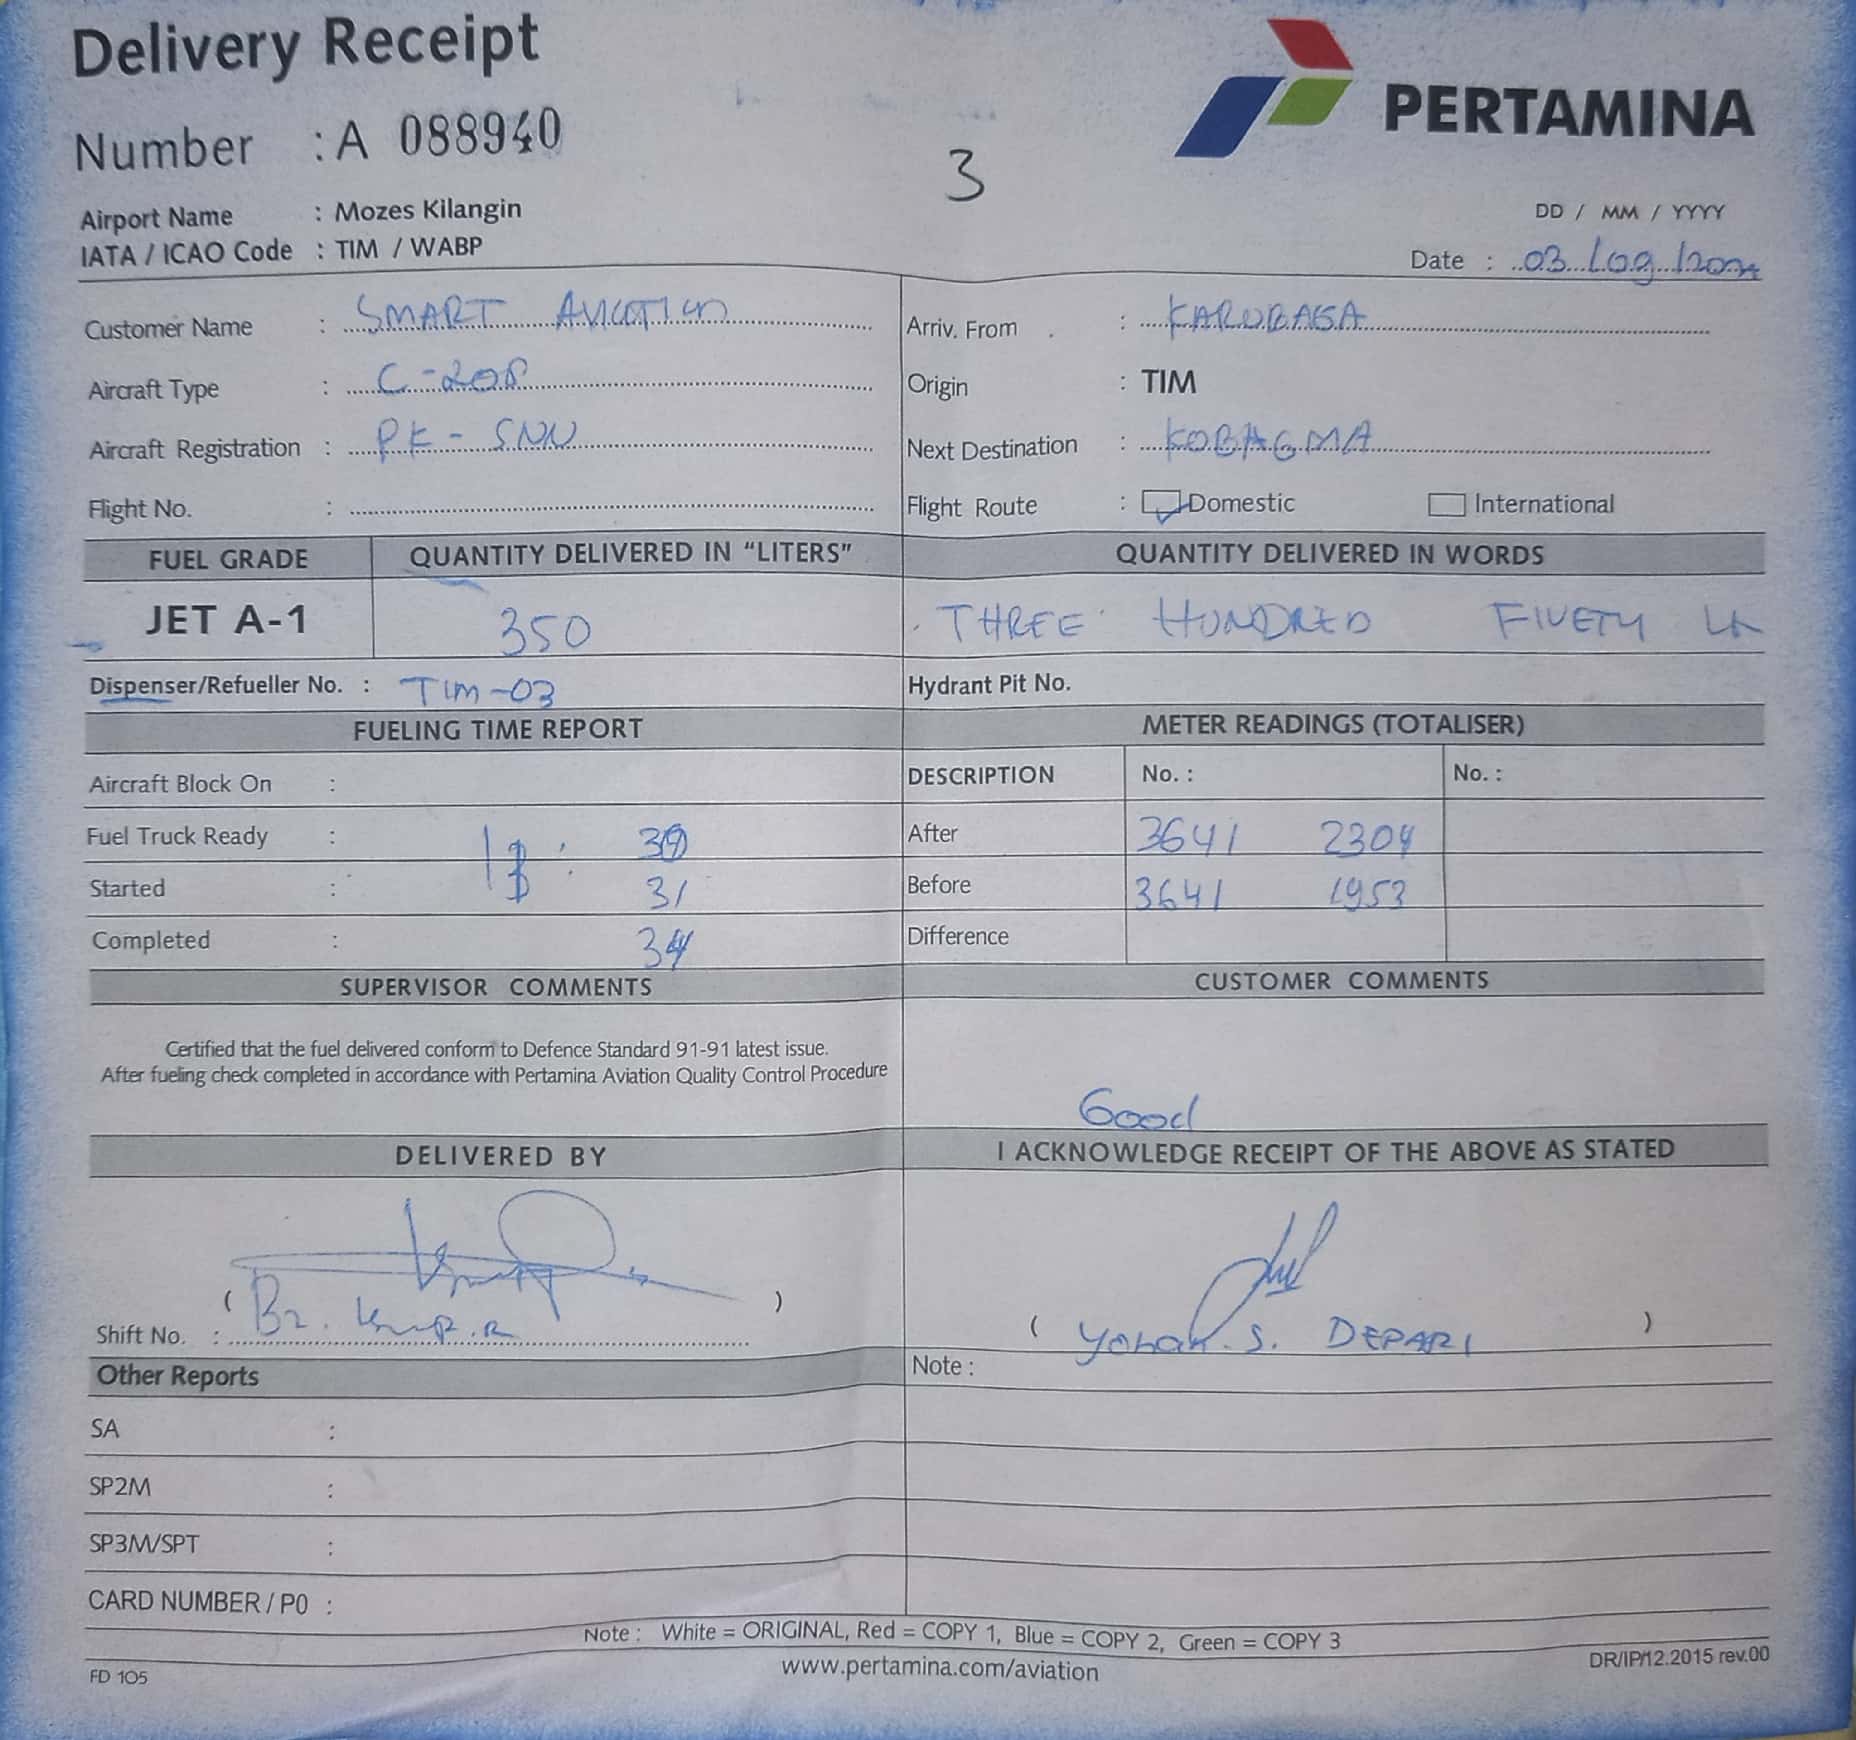 Delivery Receipt
PERTAMINA
Number : A 088940
3
Airport Name : Mozes Kilangin
DD / MM / YYYY
IATA / ICAO Code : TIM / WABP
Date : 03/09/
Customer Name : SMART AVIATION
Arriv. From : KARUBAGA
Aircraft Type : C-208
Origin : TIM
Aircraft Registration : PK-SNN
Next Destination : KOBAGMA
Flight No. :
Flight Route : Domestic International
FUEL GRADE QUANTITY DELIVERED IN "LITERS" QUANTITY DELIVERED IN WORDS
JET A-1 350 THREE HUNDRED FIVETY
Dispenser/Refueller No. : TIM-03 Hydrant Pit No.
FUELING TIME REPORT METER READINGS (TOTALISER)
Aircraft Block On : DESCRIPTION No. : No. :
Fuel Truck Ready : After 3641 2304
Started : 31 Before 3641 1953
Completed : 34 Difference
SUPERVISOR COMMENTS CUSTOMER COMMENTS
Certified that the fuel delivered conform to Defence Standard 91-91 latest issue.
After fueling check completed in accordance with Pertamina Aviation Quality Control Procedure
Good
DELIVERED BY I ACKNOWLEDGE RECEIPT OF THE ABOVE AS STATED
( )
Shift No. :
( Yohan. S. DEPARI )
Other Reports Note :
SA :
SP2M :
SP3M/SPT :
CARD NUMBER / P0 :
Note : White = ORIGINAL, Red = COPY 1, Blue = COPY 2, Green = COPY 3
FD 105 www.pertamina.com/aviation DR/IP/12.2015 rev.00